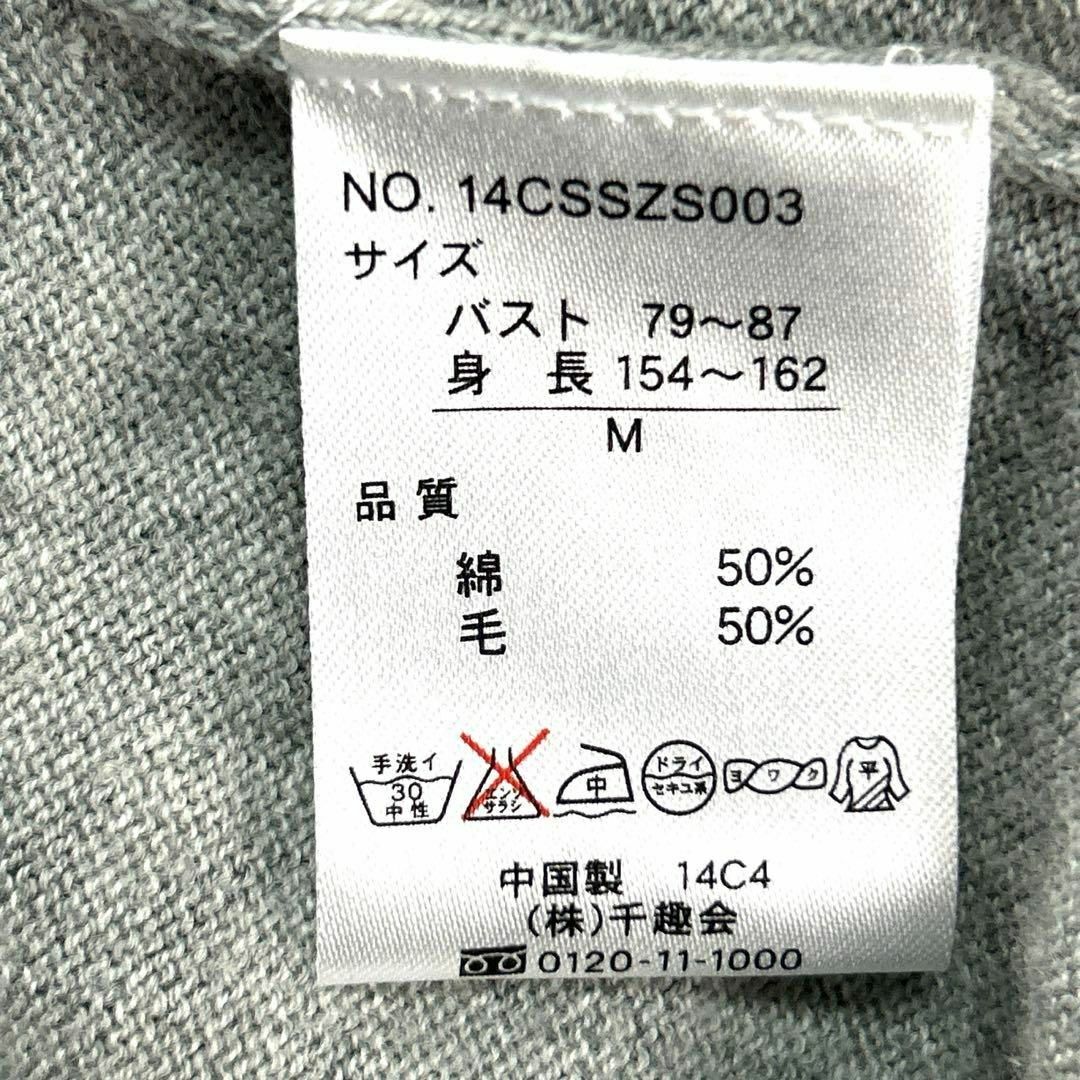 NO. 14CSSZS003
サイズ
バスト 79～87
身 長 154～162
M
品 質
綿 50%
毛 50%
手洗イ
30
中性
エンソ
サラシ
中
ドライ
セキユ系
ヨワク
平
中国製 14C4
(株)千趣会
0120-11-1000